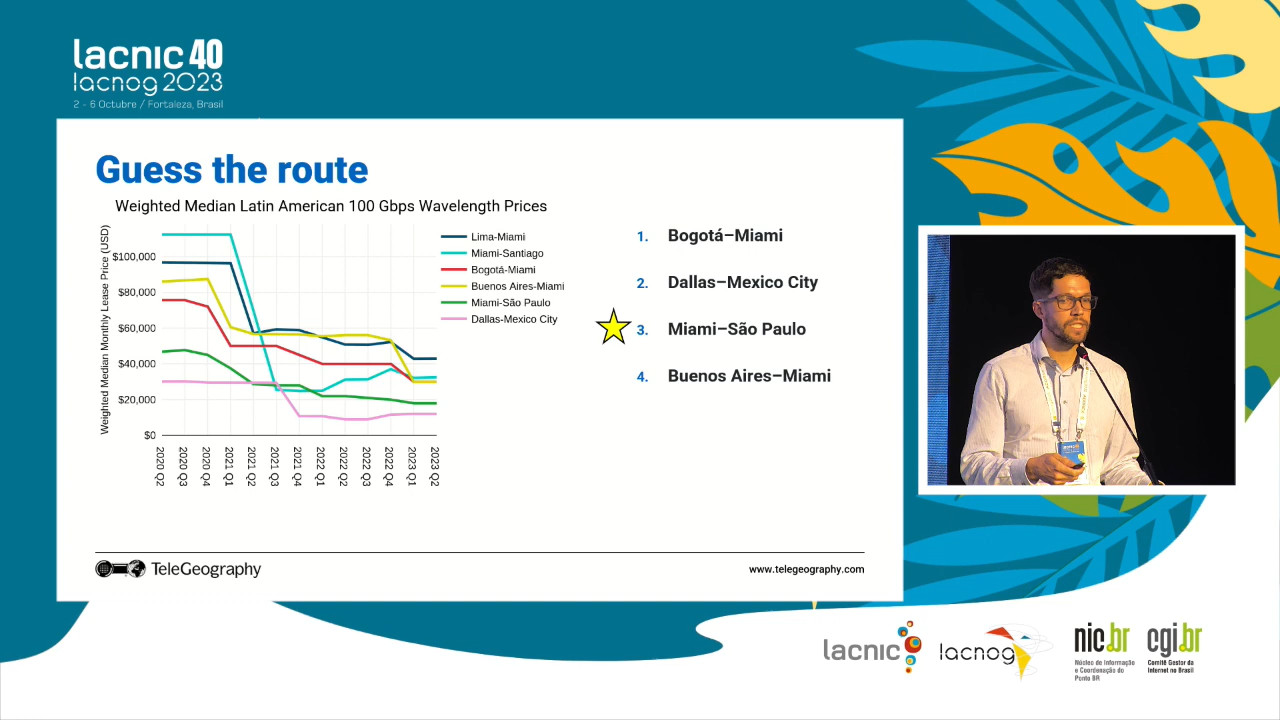 lacnic 40
lacnog 2023
2 - 6 Octubre / Fortaleza, Brasil
Guess the route
Weighted Median Latin American 100 Gbps Wavelength Prices
Weighted Median Monthly Lease Price (USD)
$100,000
$80,000
$60,000
$40,000
$20,000
$0
2020 Q2
2020 Q3
2020 Q4
2021 Q1
2021 Q2
2021 Q3
2021 Q4
2022 Q1
2022 Q2
2022 Q3
2022 Q4
2023 Q1
2023 Q2
Lima-Miami
Miami-Santiago
Bogotá-Miami
Buenos Aires-Miami
Miami-São Paulo
Dallas-Mexico City
1. Bogotá–Miami
2. Dallas–Mexico City
3. Miami–São Paulo
4. Buenos Aires–Miami
TeleGeography
www.telegeography.com
lacnic
lacnog
nic.br
Núcleo de Informação
e Coordenação do
Ponto BR
cgi.br
Comitê Gestor da
Internet no Brasil